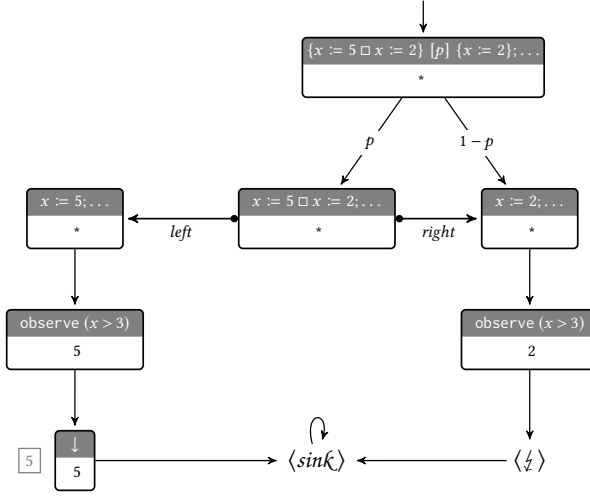 {x := 5 □ x := 2} [p] {x := 2}; . . .
*
p
1 − p
x := 5; . . .
*
left
x := 5 □ x := 2; . . .
*
right
x := 2; . . .
*
observe (x > 3)
5
observe (x > 3)
2
5
↓
5
⟨sink⟩
⟨↯⟩